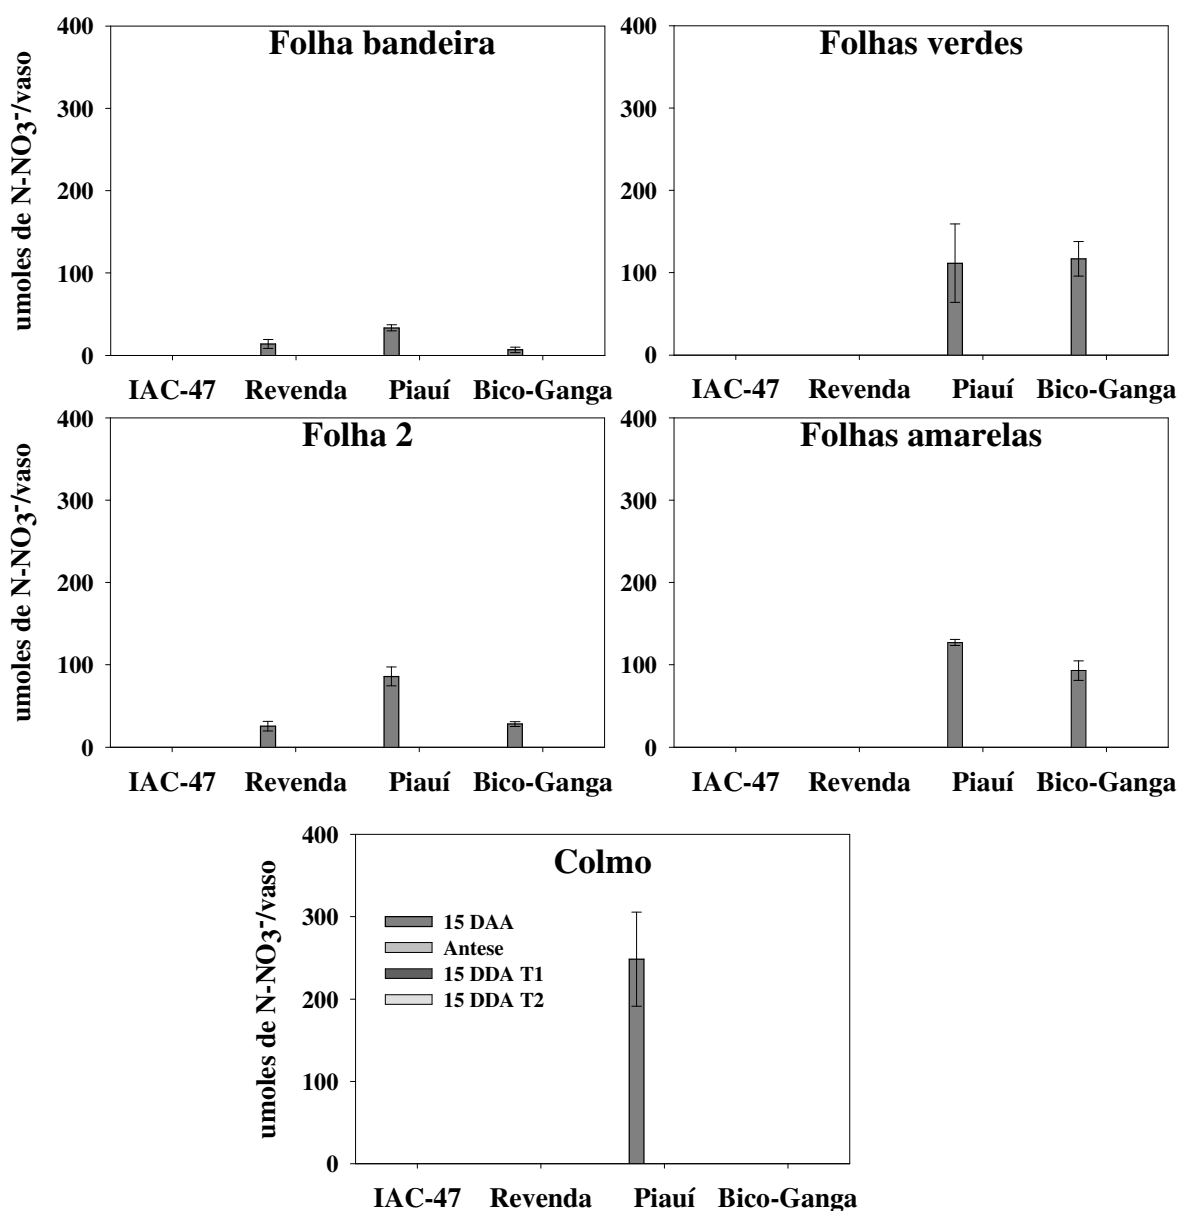 Folha bandeira
umoles de N-NO3-/vaso
400
300
200
100
0
IAC-47 Revenda Piauí Bico-Ganga
Folhas verdes
400
300
200
100
0
IAC-47 Revenda Piauí Bico-Ganga
Folha 2
umoles de N-NO3-/vaso
400
300
200
100
0
IAC-47 Revenda Piauí Bico-Ganga
Folhas amarelas
400
300
200
100
0
IAC-47 Revenda Piauí Bico-Ganga
Colmo
umoles de N-NO3-/vaso
400
300
200
100
0
15 DAA
Antese
15 DDA T1
15 DDA T2
IAC-47 Revenda Piauí Bico-Ganga